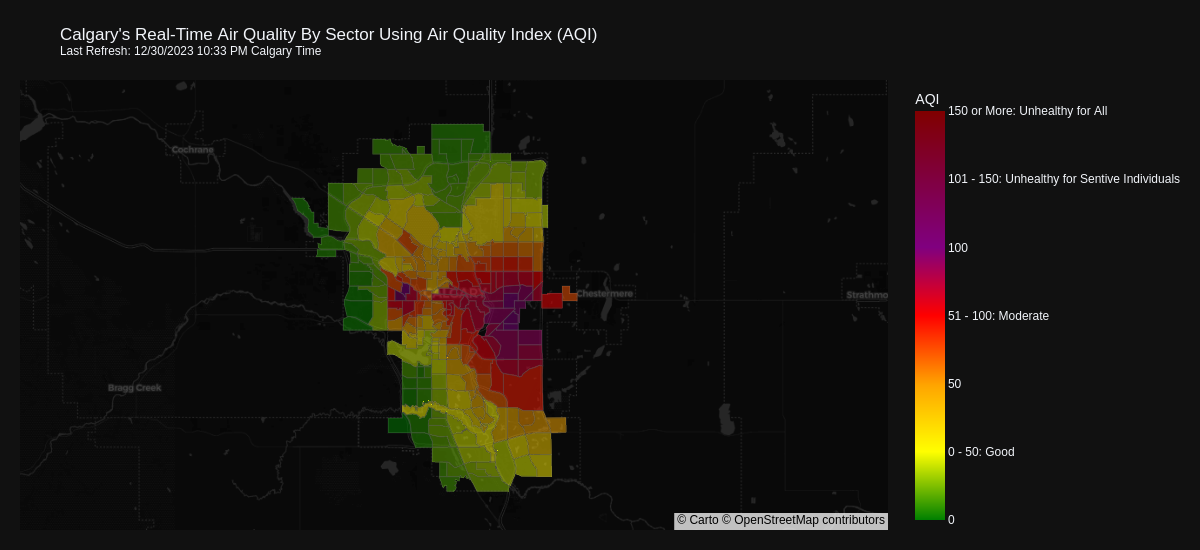 Calgary's Real-Time Air Quality By Sector Using Air Quality Index (AQI)
Last Refresh: 12/30/2023 10:33 PM Calgary Time
AQI
150 or More: Unhealthy for All
Cochrane
101 - 150: Unhealthy for Sentive Individuals
100
CALGARY
Chestermere
Strathmo
51 - 100: Moderate
Bragg Creek
50
0 - 50: Good
© Carto © OpenStreetMap contributors
0